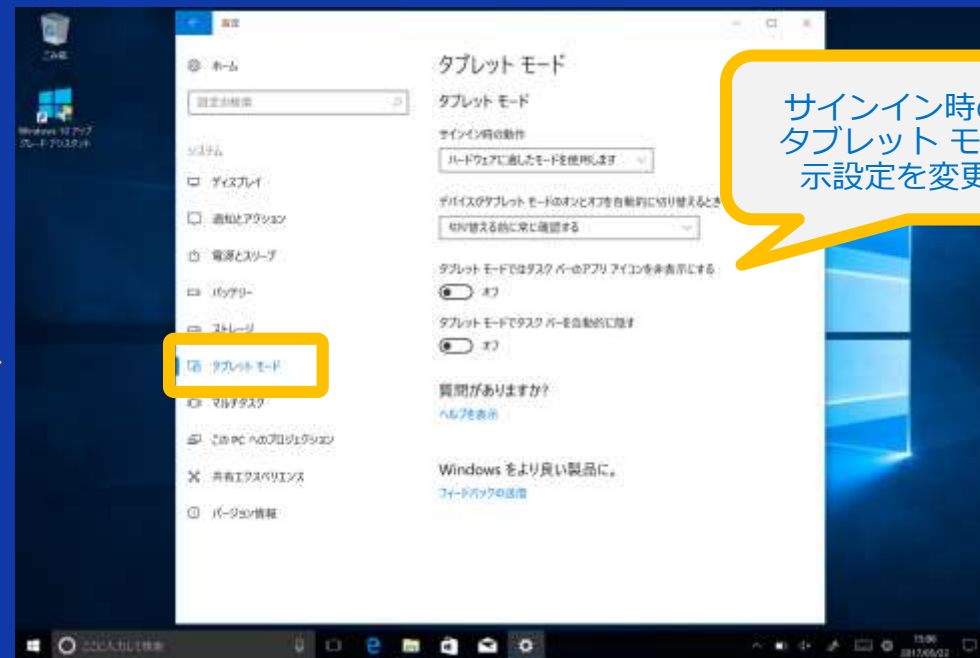 ごみ箱
Windows 10 アップ
グレード アシスタント
設定
ホーム
設定の検索
システム
ディスプレイ
通知とアクション
電源とスリープ
バッテリー
ストレージ
タブレット モード
マルチタスク
この PC へのプロジェクション
共有エクスペリエンス
バージョン情報
タブレット モード
タブレット モード
サインイン時の動作
ハードウェアに適したモードを使用します
デバイスがタブレット モードのオンとオフを自動的に切り替えるとき
切り替える前に常に確認する
タブレット モードではタスク バーのアプリ アイコンを非表示にする
オフ
タブレット モードでタスク バーを自動的に隠す
オフ
質問がありますか?
ヘルプを表示
Windows をより良い製品に。
フィードバックの送信
サインイン時の
タブレット モ
示設定を変更
ここに入力して検索
15:06
2017/05/22